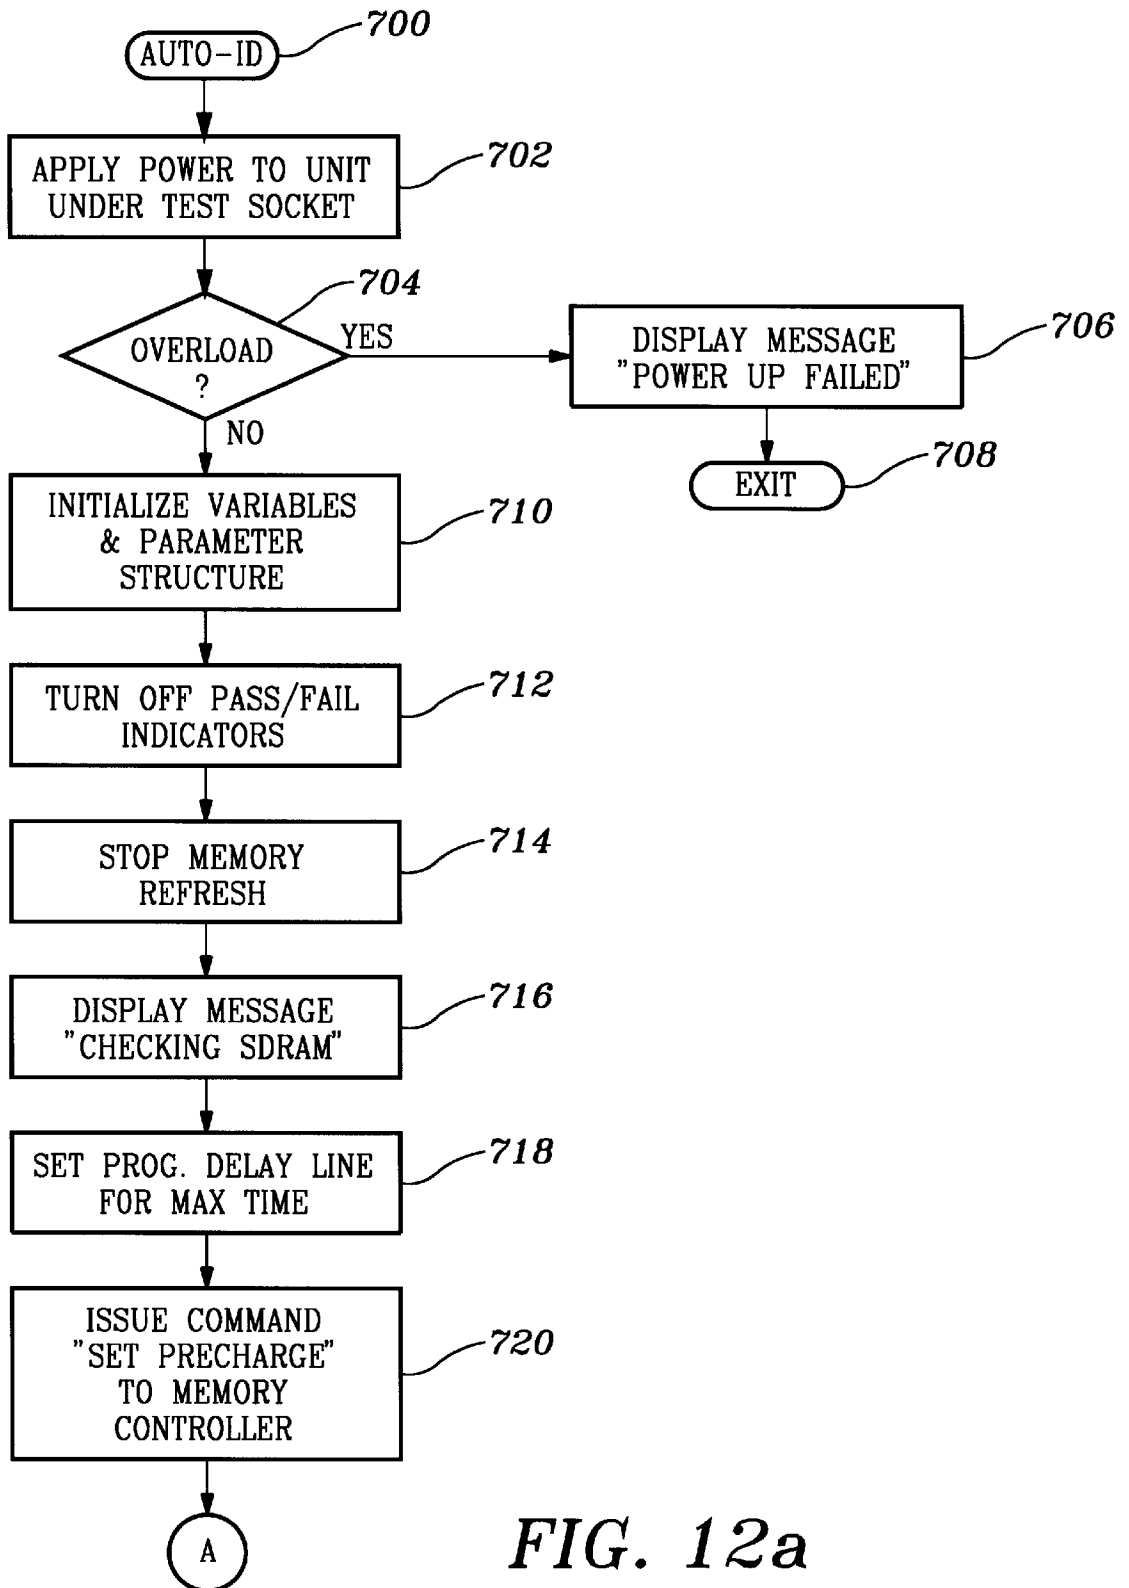 700
AUTO-ID
702
APPLY POWER TO UNIT
UNDER TEST SOCKET
704
OVERLOAD
?
YES
NO
706
DISPLAY MESSAGE
"POWER UP FAILED"
708
EXIT
710
INITIALIZE VARIABLES
& PARAMETER
STRUCTURE
712
TURN OFF PASS/FAIL
INDICATORS
714
STOP MEMORY
REFRESH
716
DISPLAY MESSAGE
"CHECKING SDRAM"
718
SET PROG. DELAY LINE
FOR MAX TIME
720
ISSUE COMMAND
"SET PRECHARGE"
TO MEMORY
CONTROLLER
A
FIG. 12a